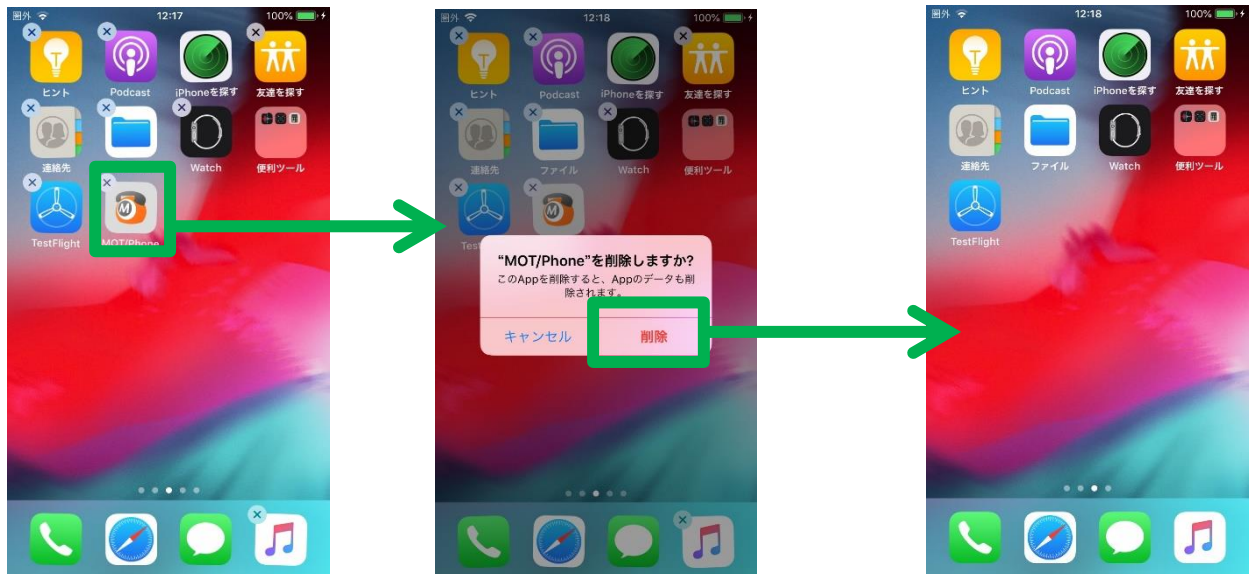 圏外 12:17 100%
ヒント Podcast iPhoneを探す 友達を探す
連絡先 Watch 便利ツール
TestFlight MOT/Phone
圏外 12:18 100%
ヒント Podcast iPhoneを探す 友達を探す
連絡先 ファイル Watch 便利ツール
Tes
“MOT/Phone”を削除しますか?
このAppを削除すると、Appのデータも削
除されます。
キャンセル 削除
圏外 12:18 100%
ヒント Podcast iPhoneを探す 友達を探す
連絡先 ファイル Watch 便利ツール
TestFlight